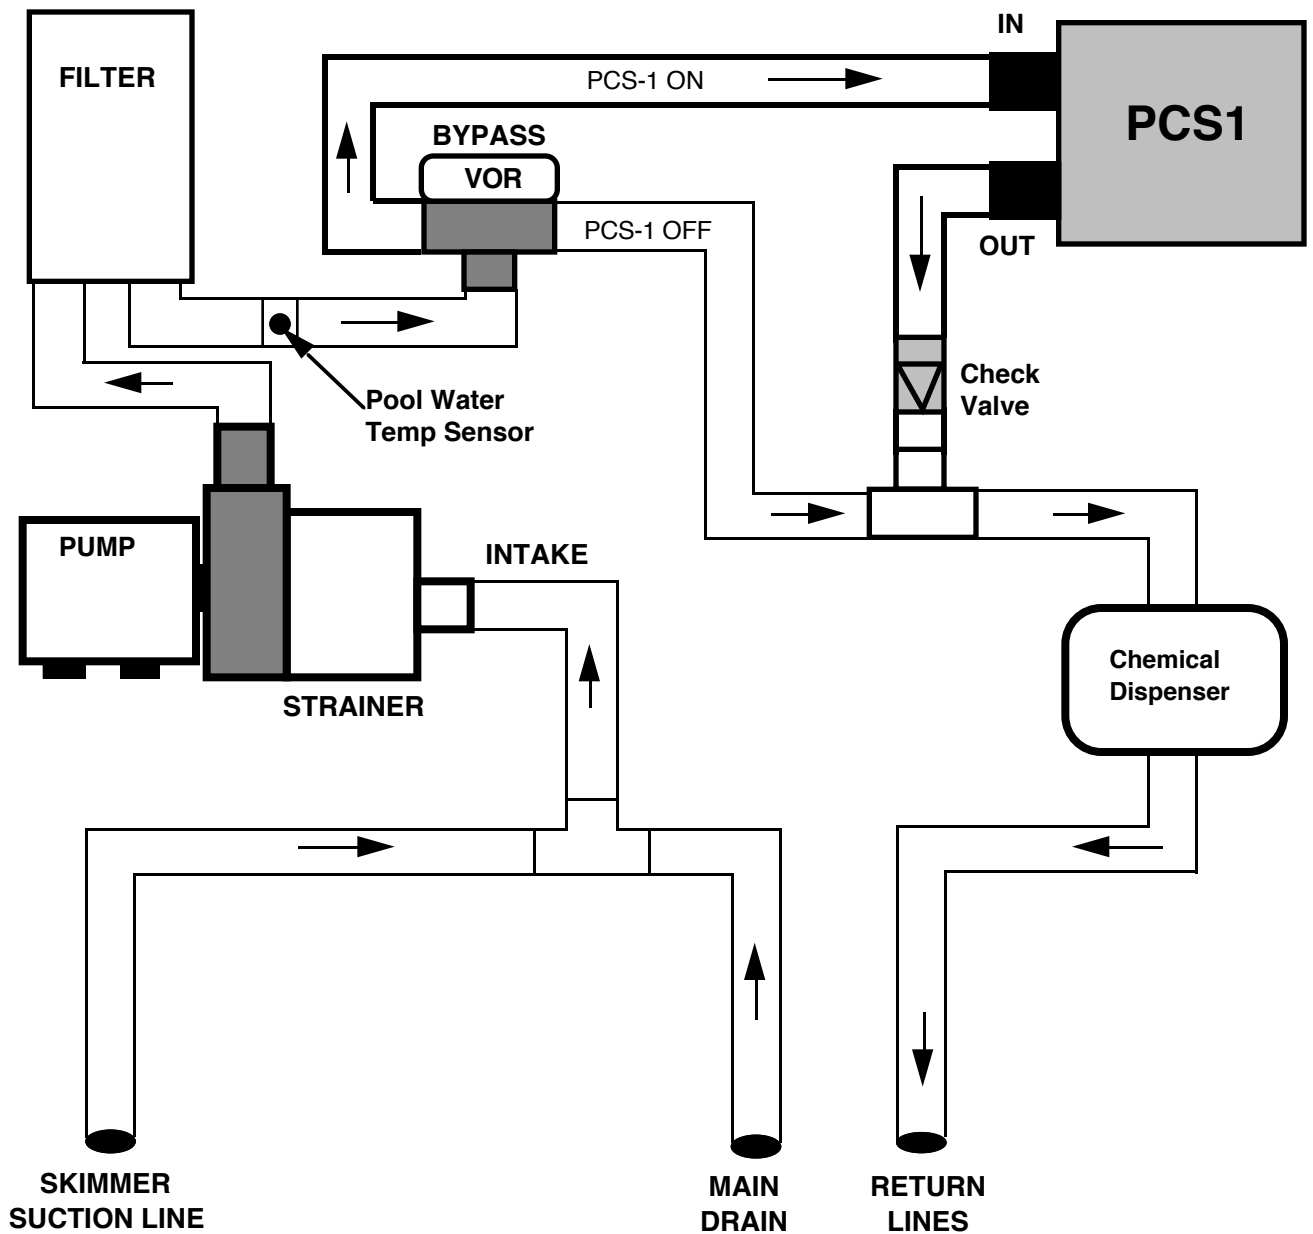 IN
FILTER
PCS-1 ON
PCS1
BYPASS
VOR
PCS-1 OFF
OUT
Pool Water
Temp Sensor
Check
Valve
PUMP
INTAKE
STRAINER
Chemical
Dispenser
SKIMMER
SUCTION LINE
MAIN
DRAIN
RETURN
LINES